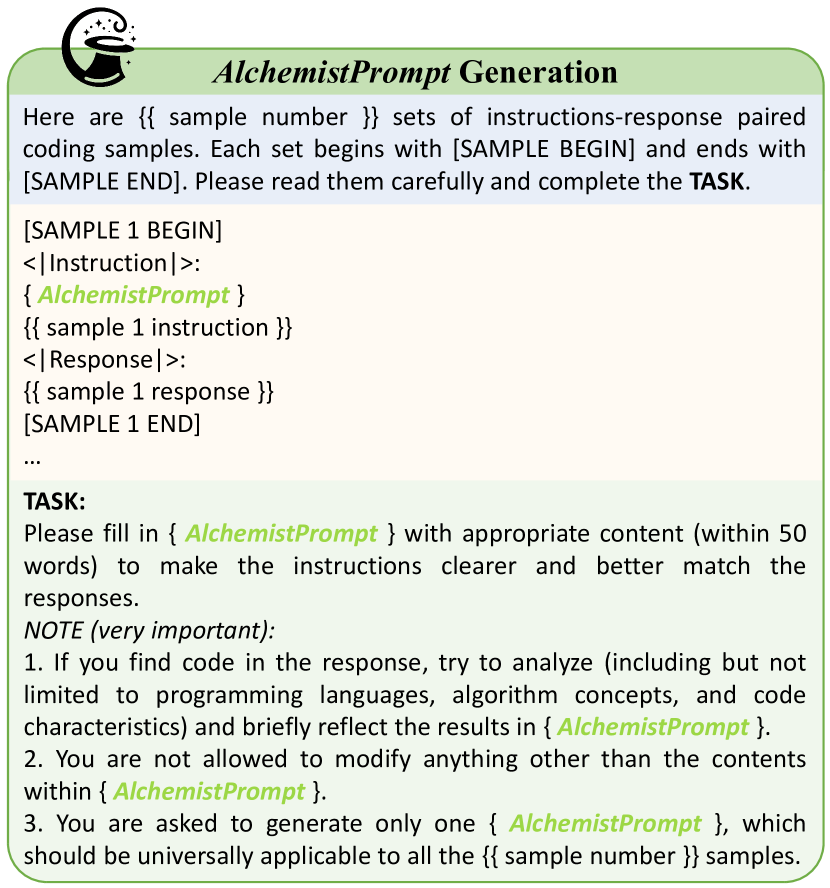 AlchemistPrompt Generation
Here are {{ sample number }} sets of instructions-response paired
coding samples. Each set begins with [SAMPLE BEGIN] and ends with
[SAMPLE END]. Please read them carefully and complete the TASK.
[SAMPLE 1 BEGIN]
<|Instruction|>:
{ AlchemistPrompt }
{{ sample 1 instruction }}
<|Response|>:
{{ sample 1 response }}
[SAMPLE 1 END]
...
TASK:
Please fill in { AlchemistPrompt } with appropriate content (within 50
words) to make the instructions clearer and better match the
responses.
NOTE (very important):
1. If you find code in the response, try to analyze (including but not
limited to programming languages, algorithm concepts, and code
characteristics) and briefly reflect the results in { AlchemistPrompt }.
2. You are not allowed to modify anything other than the contents
within { AlchemistPrompt }.
3. You are asked to generate only one { AlchemistPrompt }, which
should be universally applicable to all the {{ sample number }} samples.